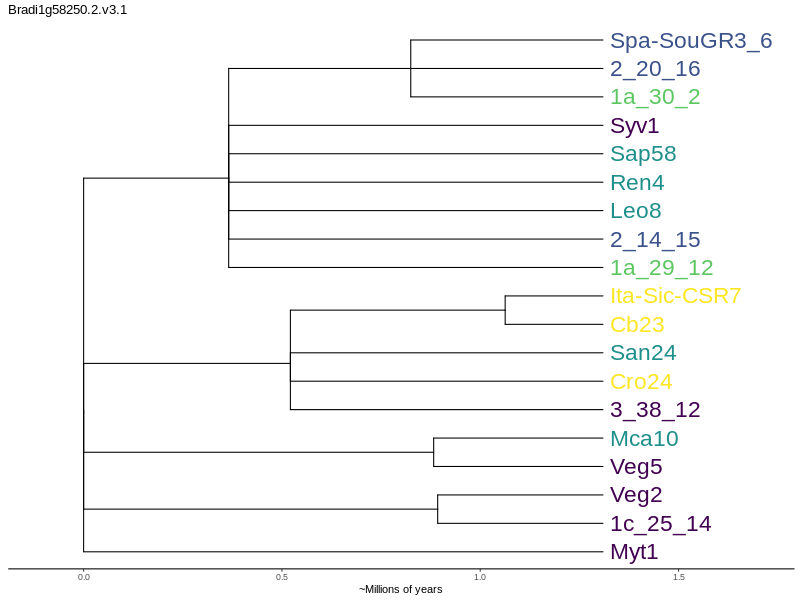 Bradi1g58250.2.v3.1
Spa-SouGR3_6
2_20_16
1a_30_2
Syv1
Sap58
Ren4
Leo8
2_14_15
1a_29_12
Ita-Sic-CSR7
Cb23
San24
Cro24
3_38_12
Mca10
Veg5
Veg2
1c_25_14
Myt1
0.0 0.5 1.0 1.5
~Millions of years